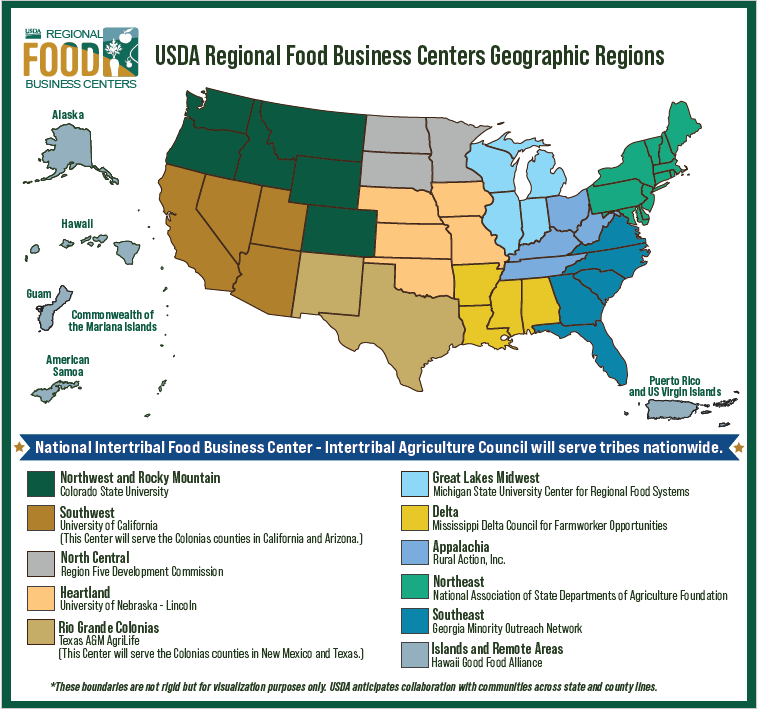 USDA REGIONAL
FOOD
BUSINESS CENTERS
USDA Regional Food Business Centers Geographic Regions
Alaska
Hawaii
Guam
Commonwealth of
the Mariana Islands
American
Samoa
Puerto Rico
and US Virgin Islands
National Intertribal Food Business Center - Intertribal Agriculture Council will serve tribes nationwide.
Northwest and Rocky Mountain
Colorado State University
Southwest
University of California
(This Center will serve the Colonias counties in California and Arizona.)
North Central
Region Five Development Commission
Heartland
University of Nebraska - Lincoln
Rio Grande Colonias
Texas A&M AgriLife
(This Center will serve the Colonias counties in New Mexico and Texas.)
Great Lakes Midwest
Michigan State University Center for Regional Food Systems
Delta
Mississippi Delta Council for Farmworker Opportunities
Appalachia
Rural Action, Inc.
Northeast
National Association of State Departments of Agriculture Foundation
Southeast
Georgia Minority Outreach Network
Islands and Remote Areas
Hawaii Good Food Alliance
*These boundaries are not rigid but for visualization purposes only. USDA anticipates collaboration with communities across state and county lines.